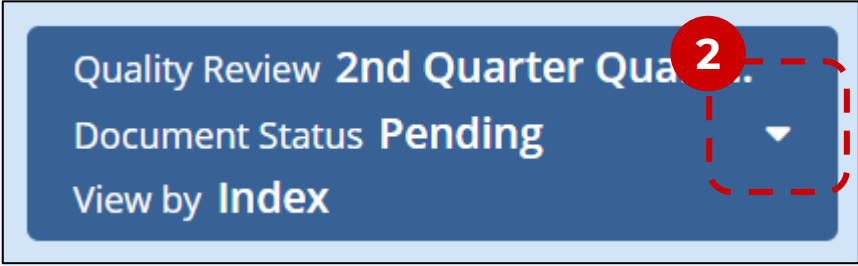 Quality Review 2nd Quarter Qua
2
Document Status Pending
View by Index